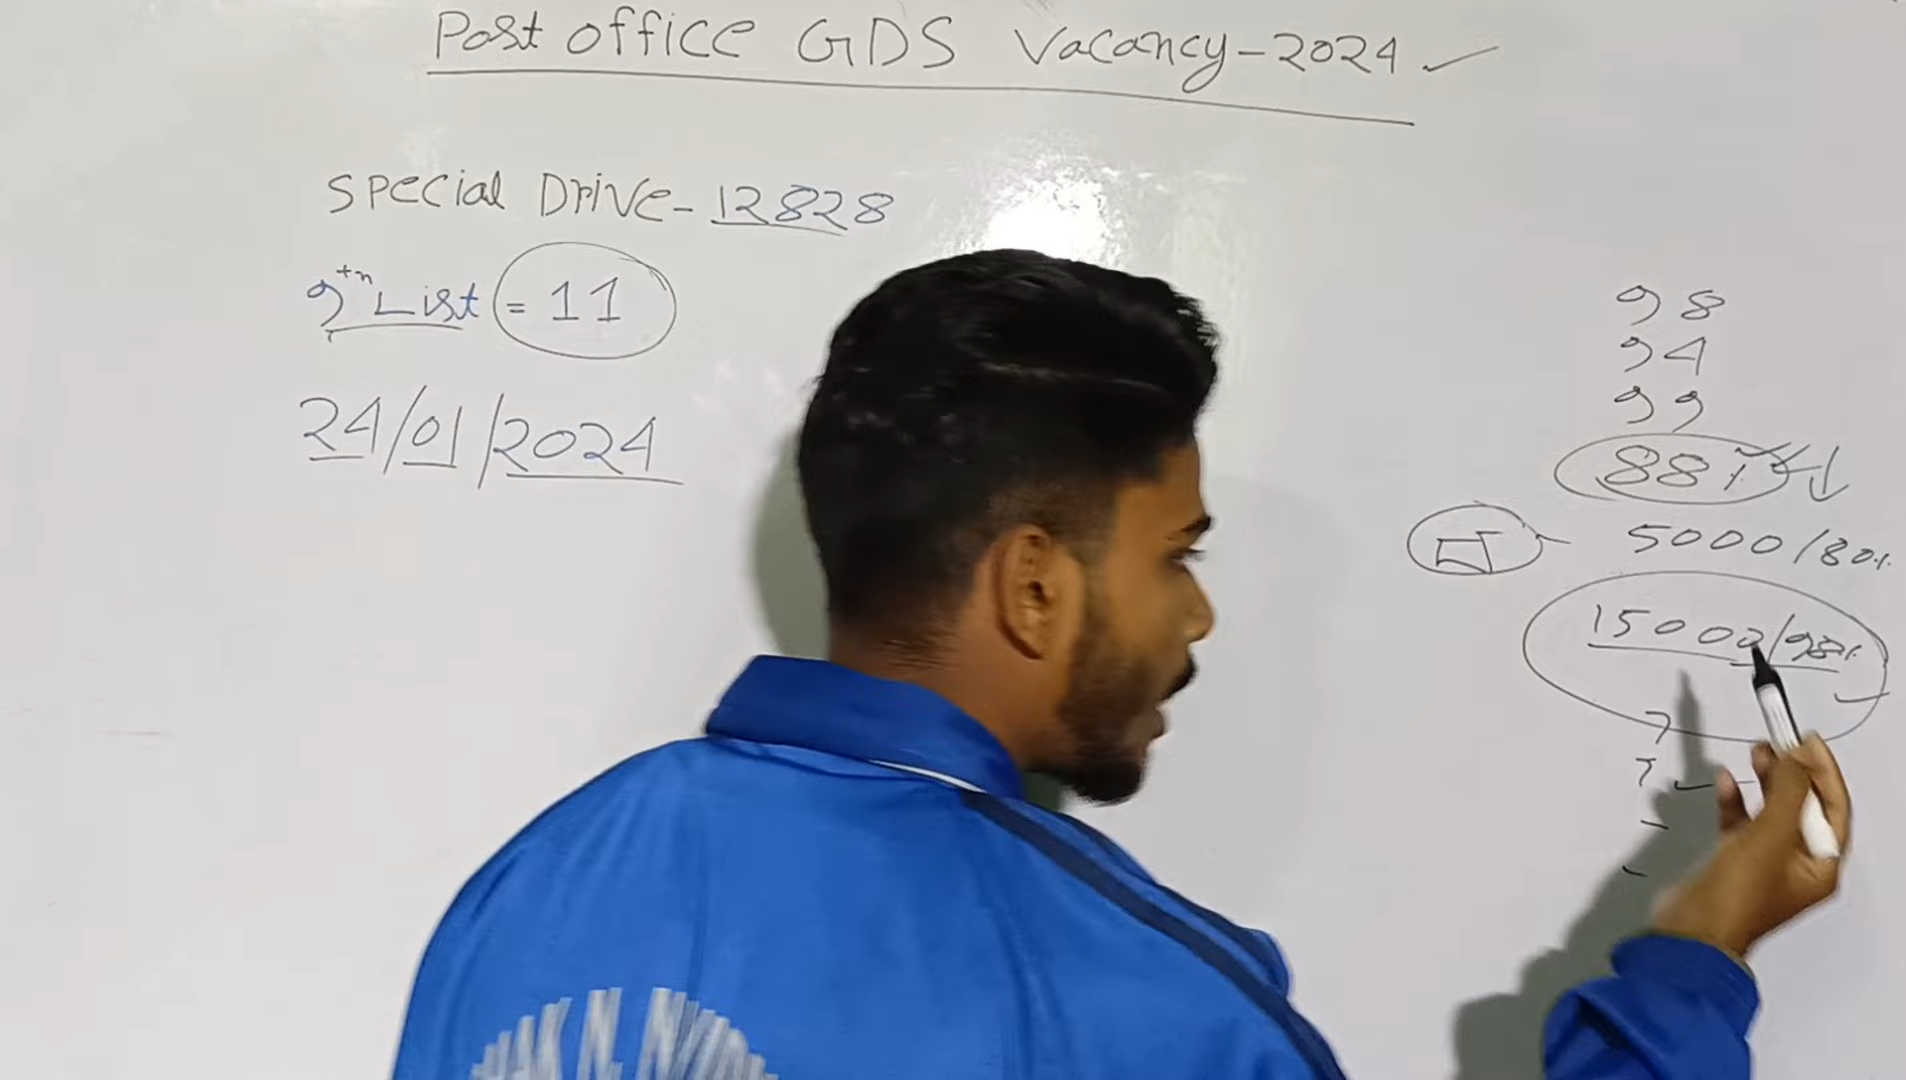 Post office GDS Vacancy-2024
Special Drive-12828
9th List = 11
24/01/2024
98
94
99
88%
5000/80%
15000/98%